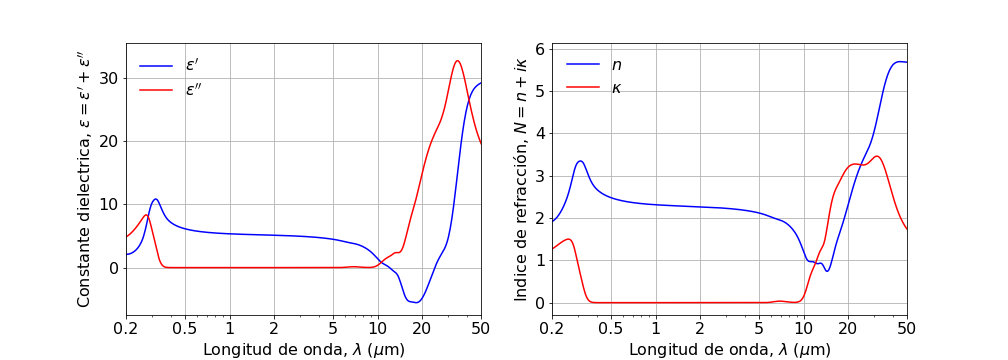 Constante dielectrica, ε = ε′ + ε″
30
20
10
0
ε′
ε″
0.2 0.5 1 2 5 10 20 50
Longitud de onda, λ (μm)
Indice de refracción, N = n + iκ
6
5
4
3
2
1
0
n
κ
0.2 0.5 1 2 5 10 20 50
Longitud de onda, λ (μm)